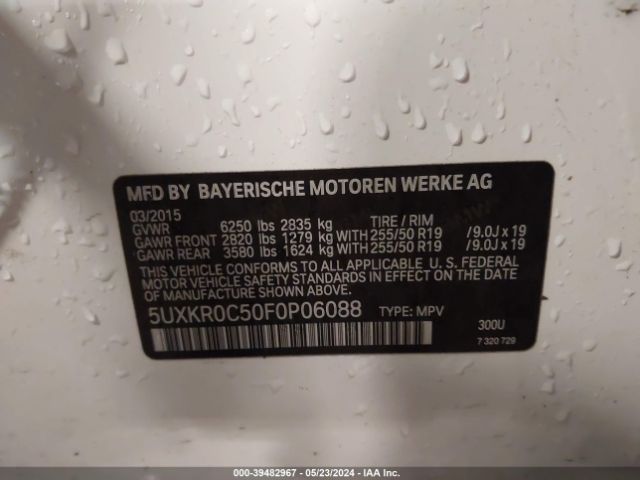 MFD BY BAYERISCHE MOTOREN WERKE AG
03/2015
GVWR 6250 lbs 2835 kg TIRE / RIM
GAWR FRONT 2820 lbs 1279 kg WITH 255/50 R19 /9.0J x 19
GAWR REAR 3580 lbs 1624 kg WITH 255/50 R19 /9.0J x 19
THIS VEHICLE CONFORMS TO ALL APPLICABLE U. S. FEDERAL
MOTOR VEHICLE SAFETY STANDARDS IN EFFECT ON THE
DATE OF MANUFACTURE SHOWN ABOVE.
5UXKR0C50F0P06088 TYPE: MPV
300U
7 320 729
000-39482967 - 05/23/2024 - IAA Inc.